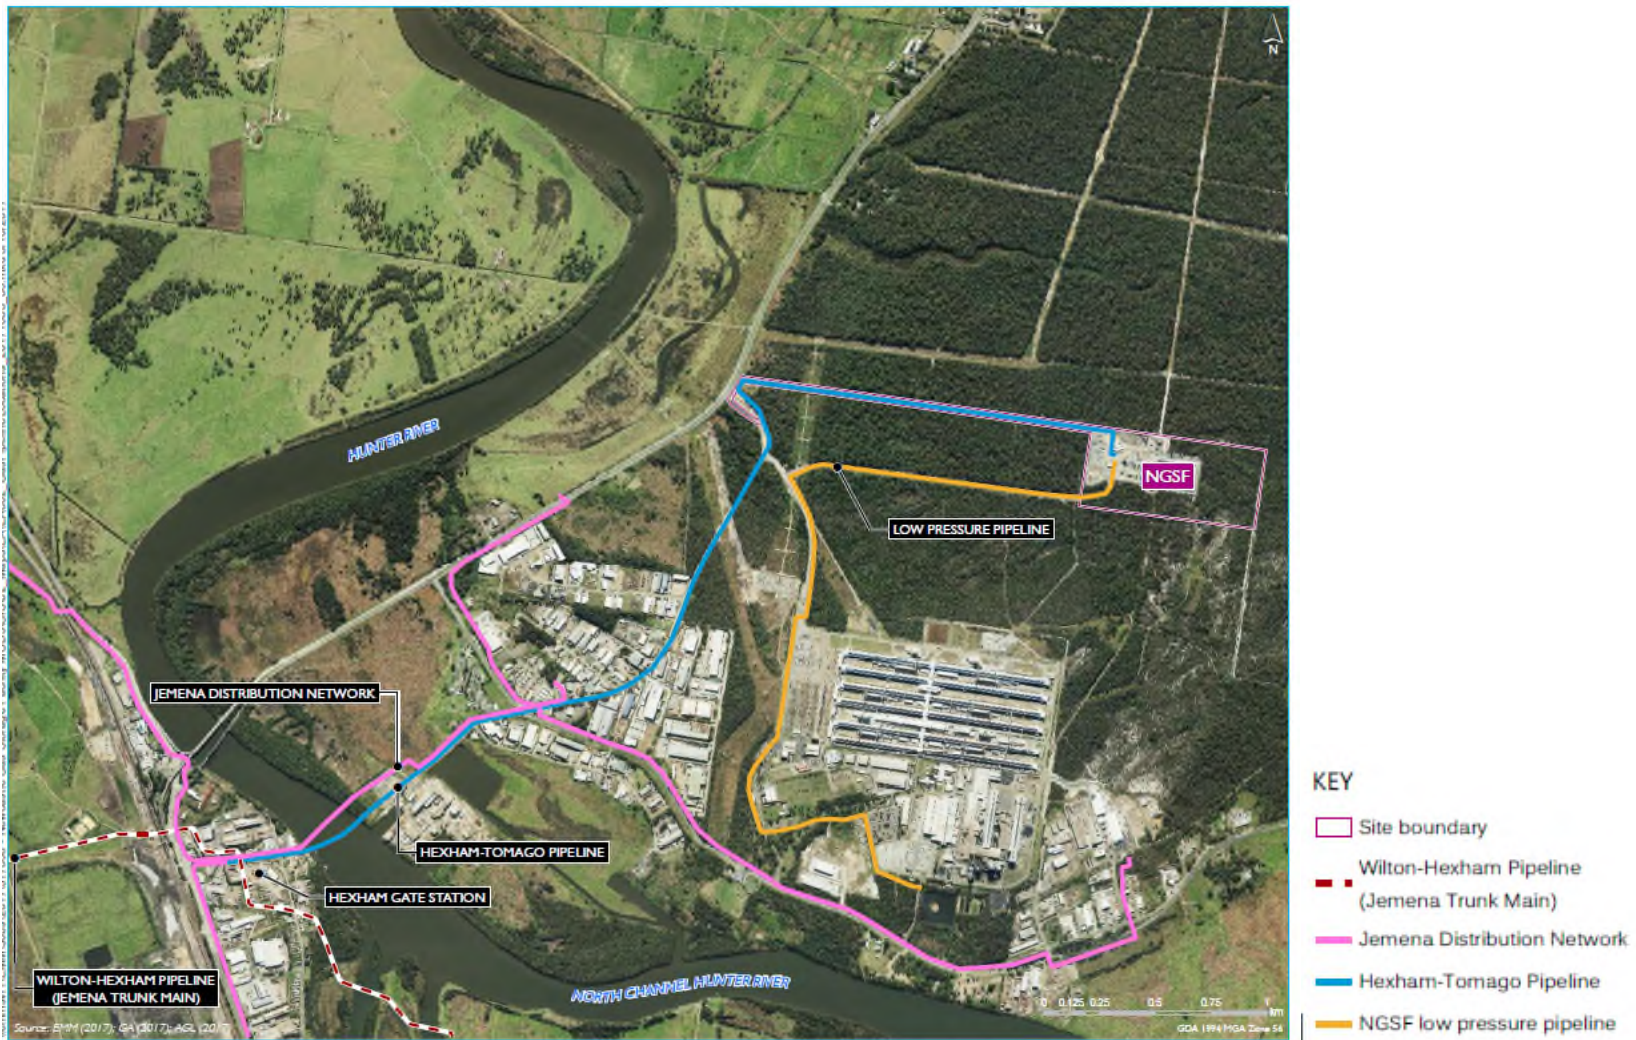 N
HUNTER RIVER
NGSF
LOW PRESSURE PIPELINE
JEMENA DISTRIBUTION NETWORK
HEXHAM-TOMAGO PIPELINE
HEXHAM GATE STATION
WILTON-HEXHAM PIPELINE
(JEMENA TRUNK MAIN)
NORTH CHANNEL HUNTER RIVER
0 0.125 0.25 0.5 0.75 1
km
Source: EMM (2017); GA (2017); AGL (2017)
GDA 1994 MGA Zone 56
KEY
Site boundary
Wilton-Hexham Pipeline
(Jemena Trunk Main)
Jemena Distribution Network
Hexham-Tomago Pipeline
NGSF low pressure pipeline